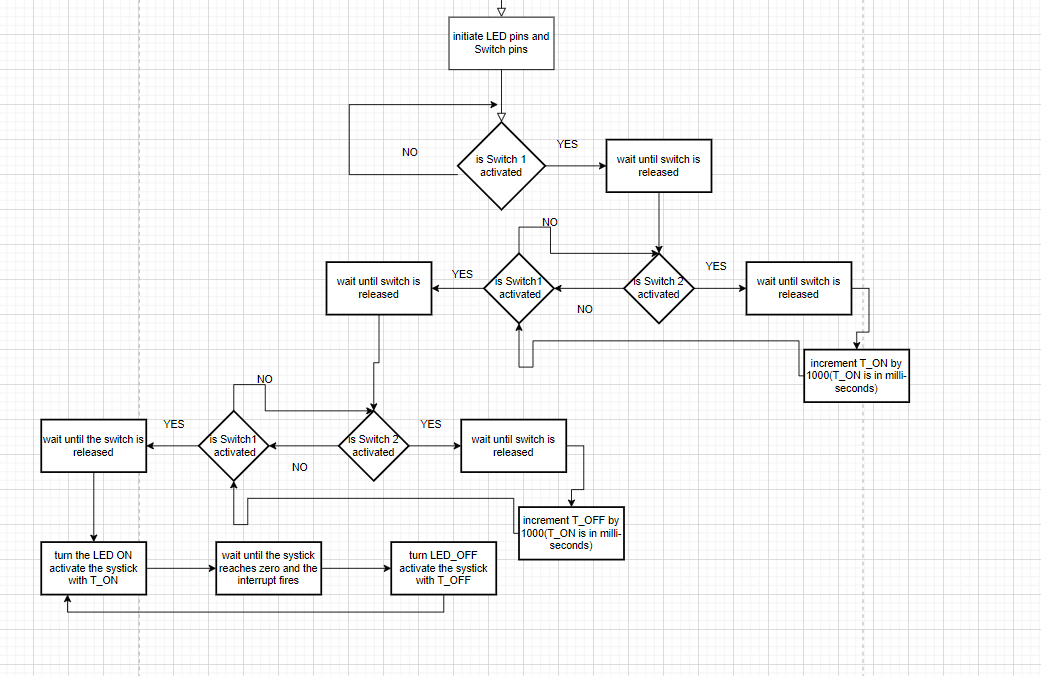 initiate LED pins and
Switch pins
NO
is Switch 1
activated
YES
wait until switch is
released
NO
wait until switch is
released
YES
is Switch1
activated
NO
is Switch 2
activated
YES
wait until switch is
released
increment T_ON by
1000(T_ON is in milli-
seconds)
NO
wait until the switch is
released
YES
is Switch1
activated
NO
is Switch 2
activated
YES
wait until switch is
released
increment T_OFF by
1000(T_ON is in milli-
seconds)
turn the LED ON
activate the systick
with T_ON
wait until the systick
reaches zero and the
interrupt fires
turn LED_OFF
activate the systick
with T_OFF